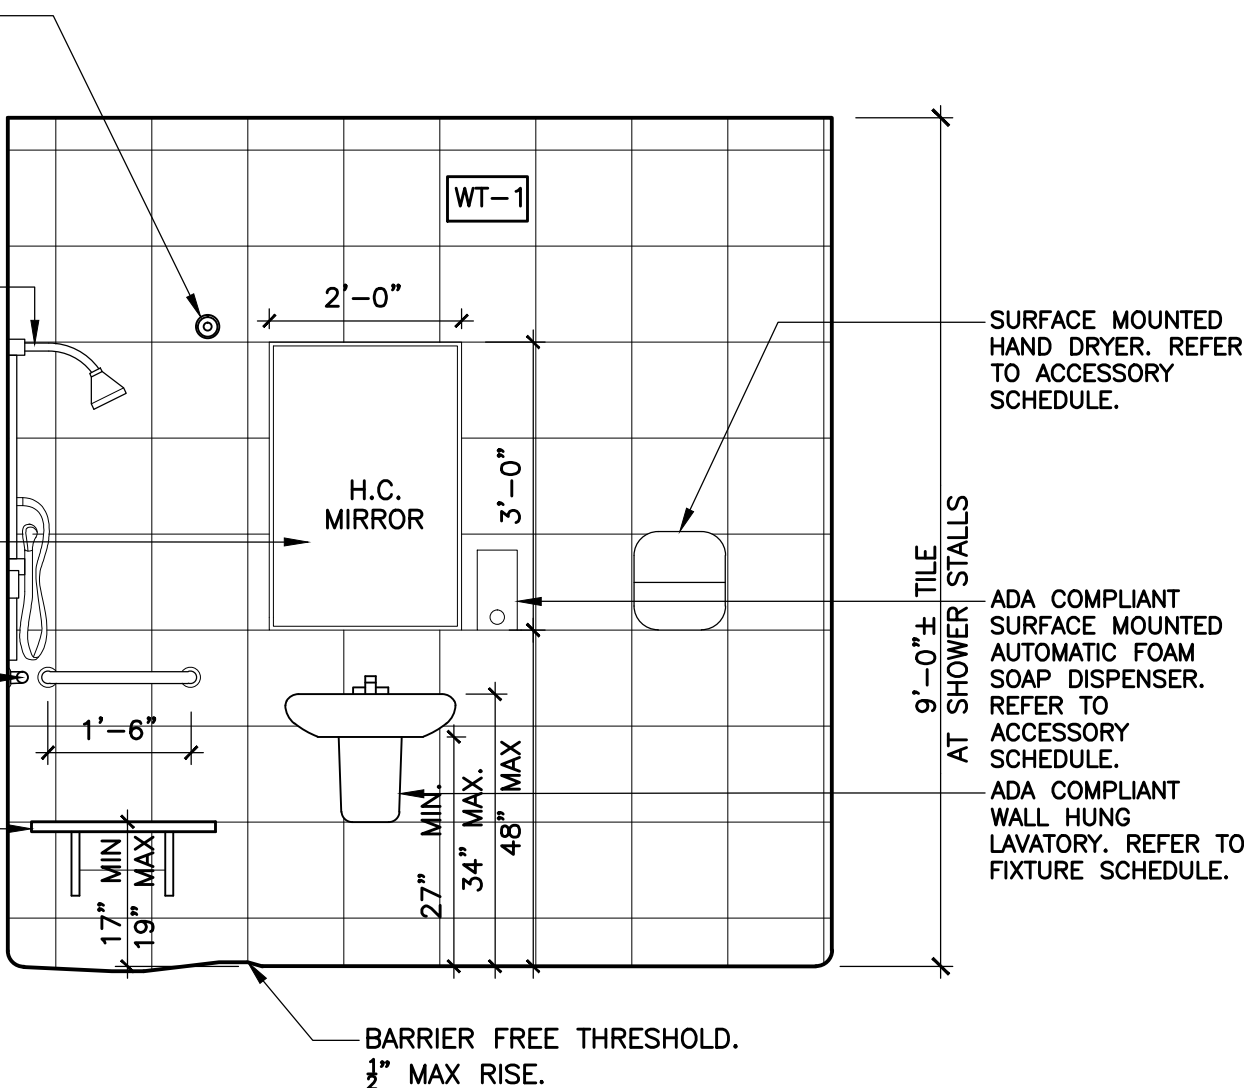 WT-1
2'-0"
SURFACE MOUNTED
HAND DRYER. REFER
TO ACCESSORY
SCHEDULE.
H.C.
MIRROR
3'-0"
9'-0"± TILE
AT SHOWER STALLS
ADA COMPLIANT
SURFACE MOUNTED
AUTOMATIC FOAM
SOAP DISPENSER.
REFER TO
ACCESSORY
SCHEDULE.
1'-6"
17" MIN
19" MAX
27" MIN.
34" MAX.
48" MAX
ADA COMPLIANT
WALL HUNG
LAVATORY. REFER TO
FIXTURE SCHEDULE.
BARRIER FREE THRESHOLD.
½" MAX RISE.